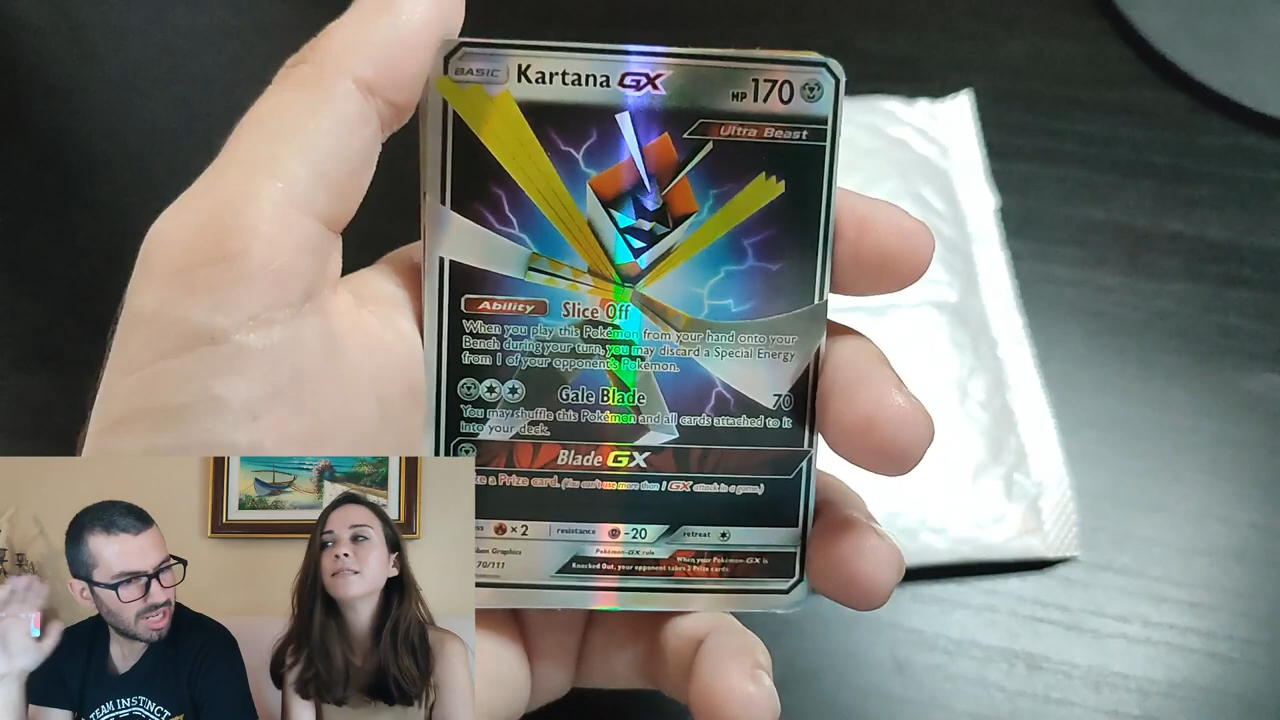 BASIC Kartana GX HP 170
Ultra Beast
Ability Slice Off
When you play this Pokémon from your hand onto your
Bench during your turn, you may discard a Special Energy
from 1 of your opponent's Pokémon.
Gale Blade 70
You may shuffle this Pokémon and all cards attached to it
into your deck.
Blade GX
a Prize card. (You can't use more than 1 GX attack in a game.)
×2 resistance -20 retreat
Graphics
Pokémon-GX rule
When your Pokémon-GX is
Knocked Out, your opponent takes 2 Prize cards.
70/111
TEAM INSTINCT